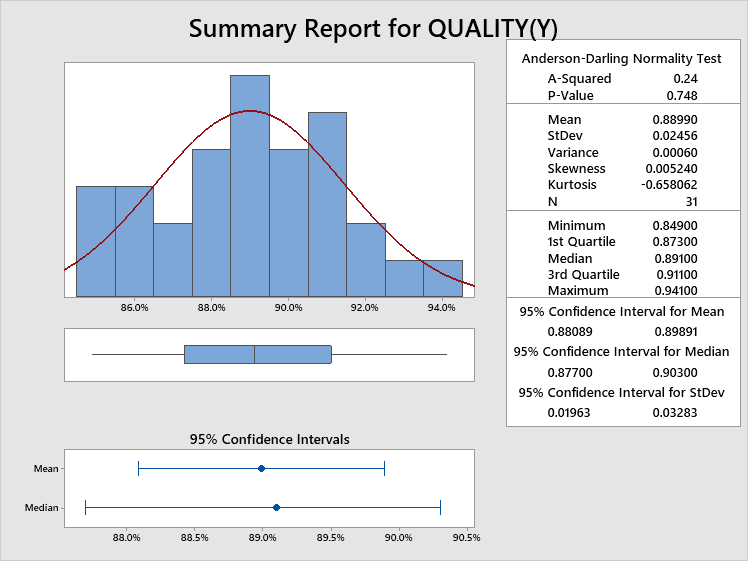 Summary Report for QUALITY(Y)
86.0% 88.0% 90.0% 92.0% 94.0%
Anderson-Darling Normality Test
A-Squared 0.24
P-Value 0.748
Mean 0.88990
StDev 0.02456
Variance 0.00060
Skewness 0.005240
Kurtosis -0.658062
N 31
Minimum 0.84900
1st Quartile 0.87300
Median 0.89100
3rd Quartile 0.91100
Maximum 0.94100
95% Confidence Interval for Mean
0.88089 0.89891
95% Confidence Interval for Median
0.87700 0.90300
95% Confidence Interval for StDev
0.01963 0.03283
95% Confidence Intervals
Mean
Median
88.0% 88.5% 89.0% 89.5% 90.0% 90.5%